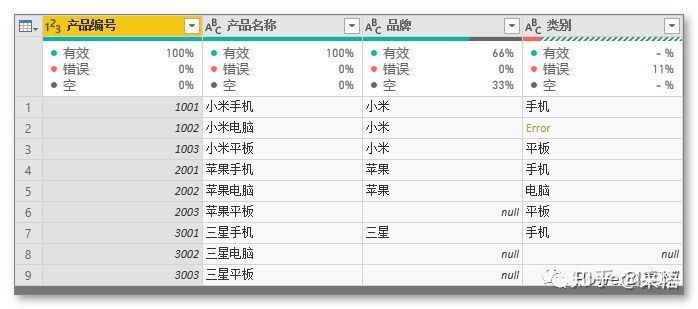 1²3 产品编号 ABC 产品名称 ABC 品牌 ABC 类别
有效 100% 有效 100% 有效 66% 有效 - %
错误 0% 错误 0% 错误 0% 错误 11%
空 0% 空 0% 空 33% 空 - %
1 1001 小米手机 小米 手机
2 1002 小米电脑 小米 Error
3 1003 小米平板 小米 平板
4 2001 苹果手机 苹果 手机
5 2002 苹果电脑 苹果 电脑
6 2003 苹果平板 null 平板
7 3001 三星手机 三星 手机
8 3002 三星电脑 null null
9 3003 三星平板 null
知乎